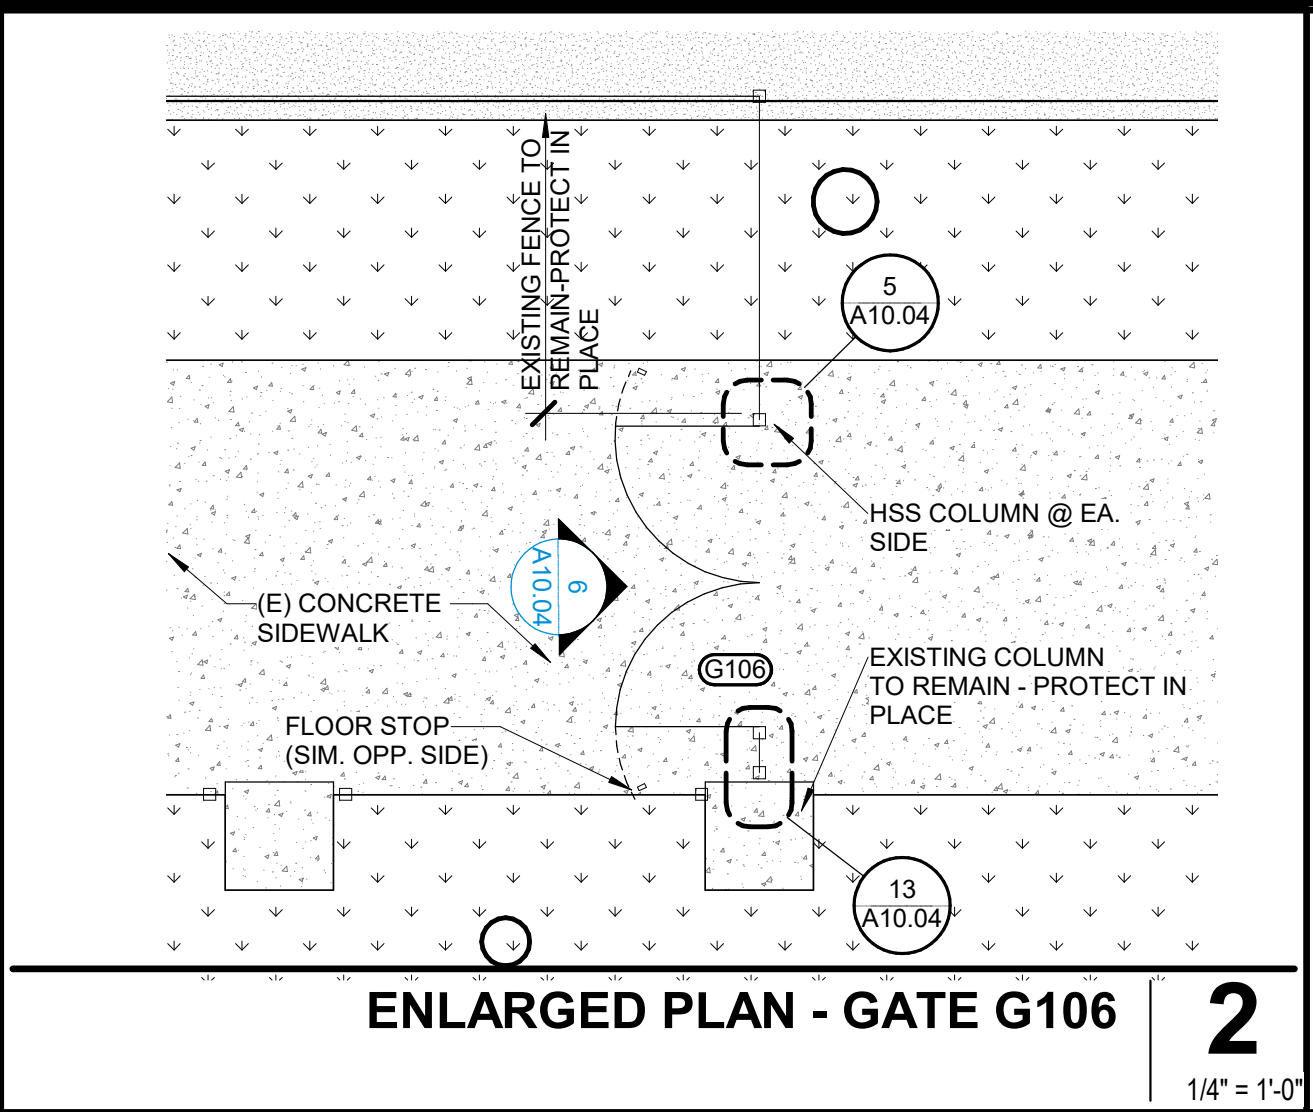 EXISTING FENCE TO
REMAIN-PROTECT IN
PLACE
5
A10.04
HSS COLUMN @ EA.
SIDE
6
A10.04
(E) CONCRETE
SIDEWALK
G106
EXISTING COLUMN
TO REMAIN - PROTECT IN
PLACE
FLOOR STOP
(SIM. OPP. SIDE)
13
A10.04
ENLARGED PLAN - GATE G106
2
1/4" = 1'-0"